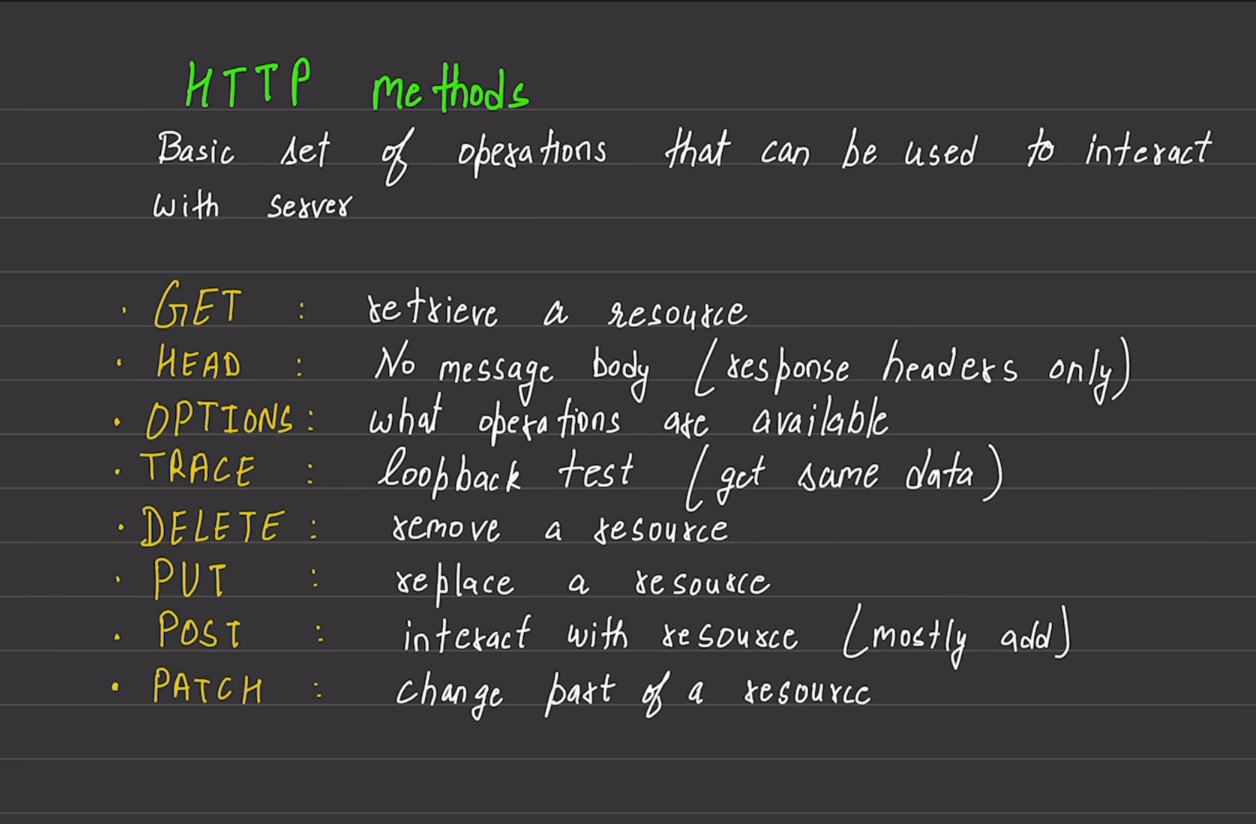 HTTP methods
Basic set of operations that can be used to interact
with server
· GET : retrieve a resource
· HEAD : No message body (response headers only)
· OPTIONS : what operations are available
· TRACE : loopback test (get same data)
· DELETE : remove a resource
· PUT : replace a resource
· POST : interact with resource (mostly add)
· PATCH : change part of a resource